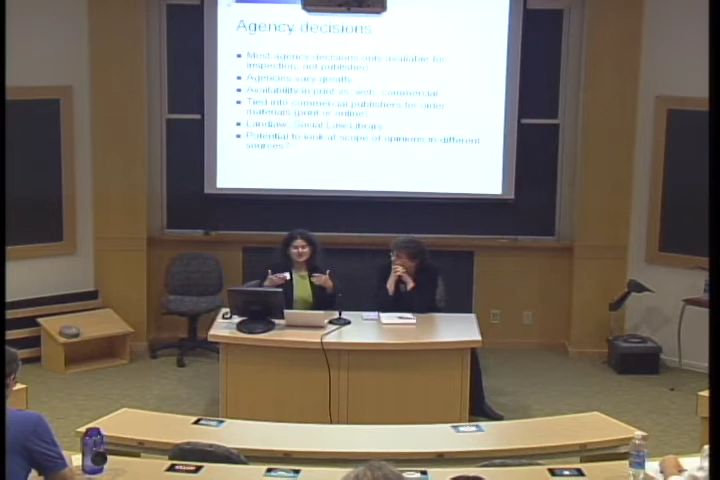 Agency decisions
Most agency decisions only available for
inspection, not published
Agencies vary greatly
Availability in print vs. web, commercial
Tied into commercial publishers for older
materials (print or online)
Landlaw, Social Law Library
Potential to look at scope of opinions in different
sources?